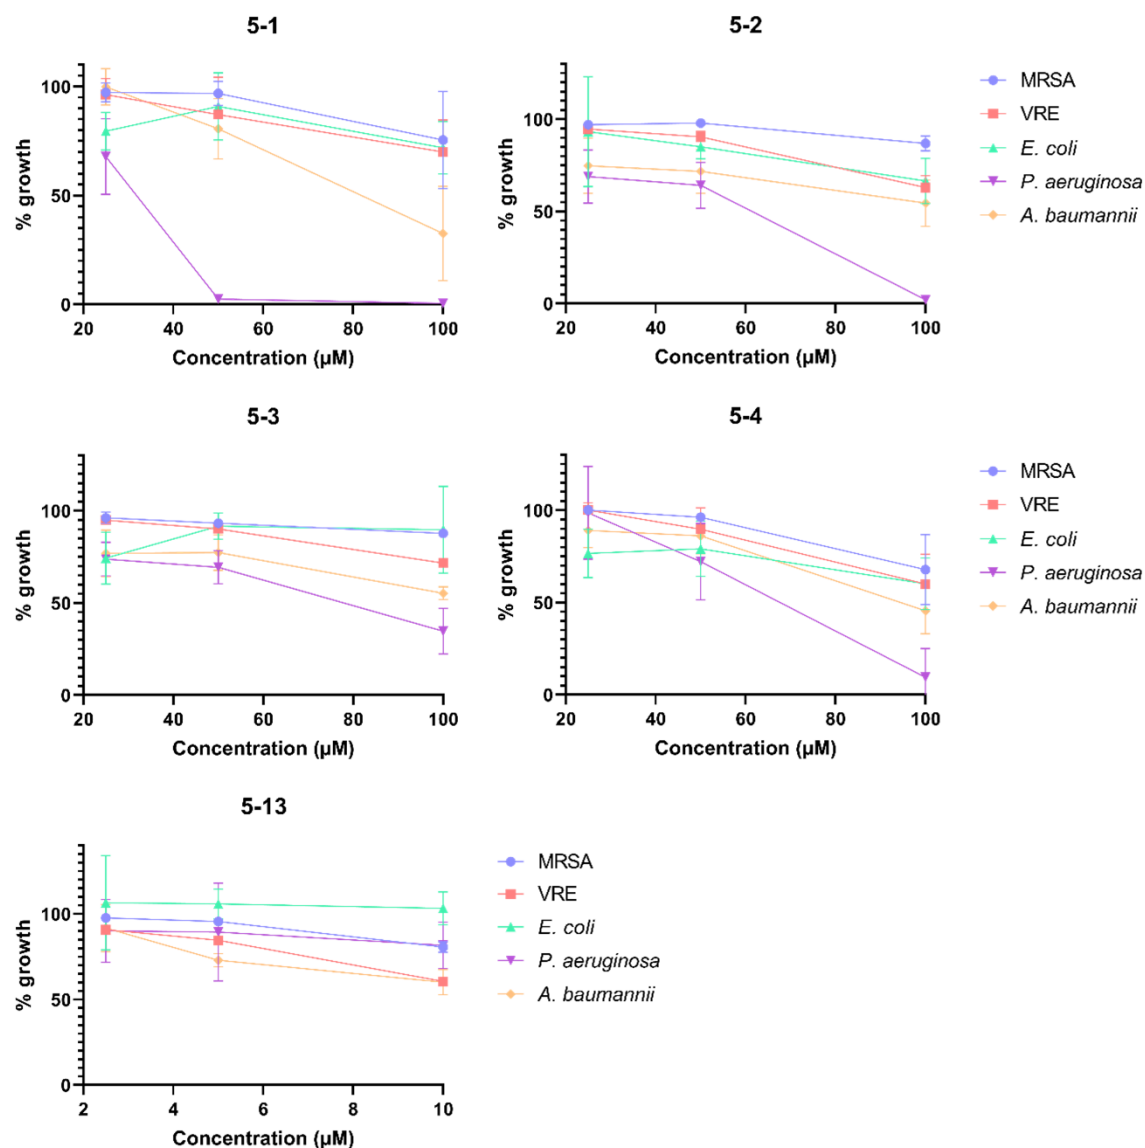 5-1
% growth
100
50
0
20 40 60 80 100
Concentration (µM)
5-2
% growth
100
50
0
20 40 60 80 100
Concentration (µM)
MRSA
VRE
E. coli
P. aeruginosa
A. baumannii
5-3
% growth
100
50
0
20 40 60 80 100
Concentration (µM)
5-4
% growth
100
50
0
20 40 60 80 100
Concentration (µM)
MRSA
VRE
E. coli
P. aeruginosa
A. baumannii
5-13
% growth
100
50
0
2 4 6 8 10
Concentration (µM)
MRSA
VRE
E. coli
P. aeruginosa
A. baumannii